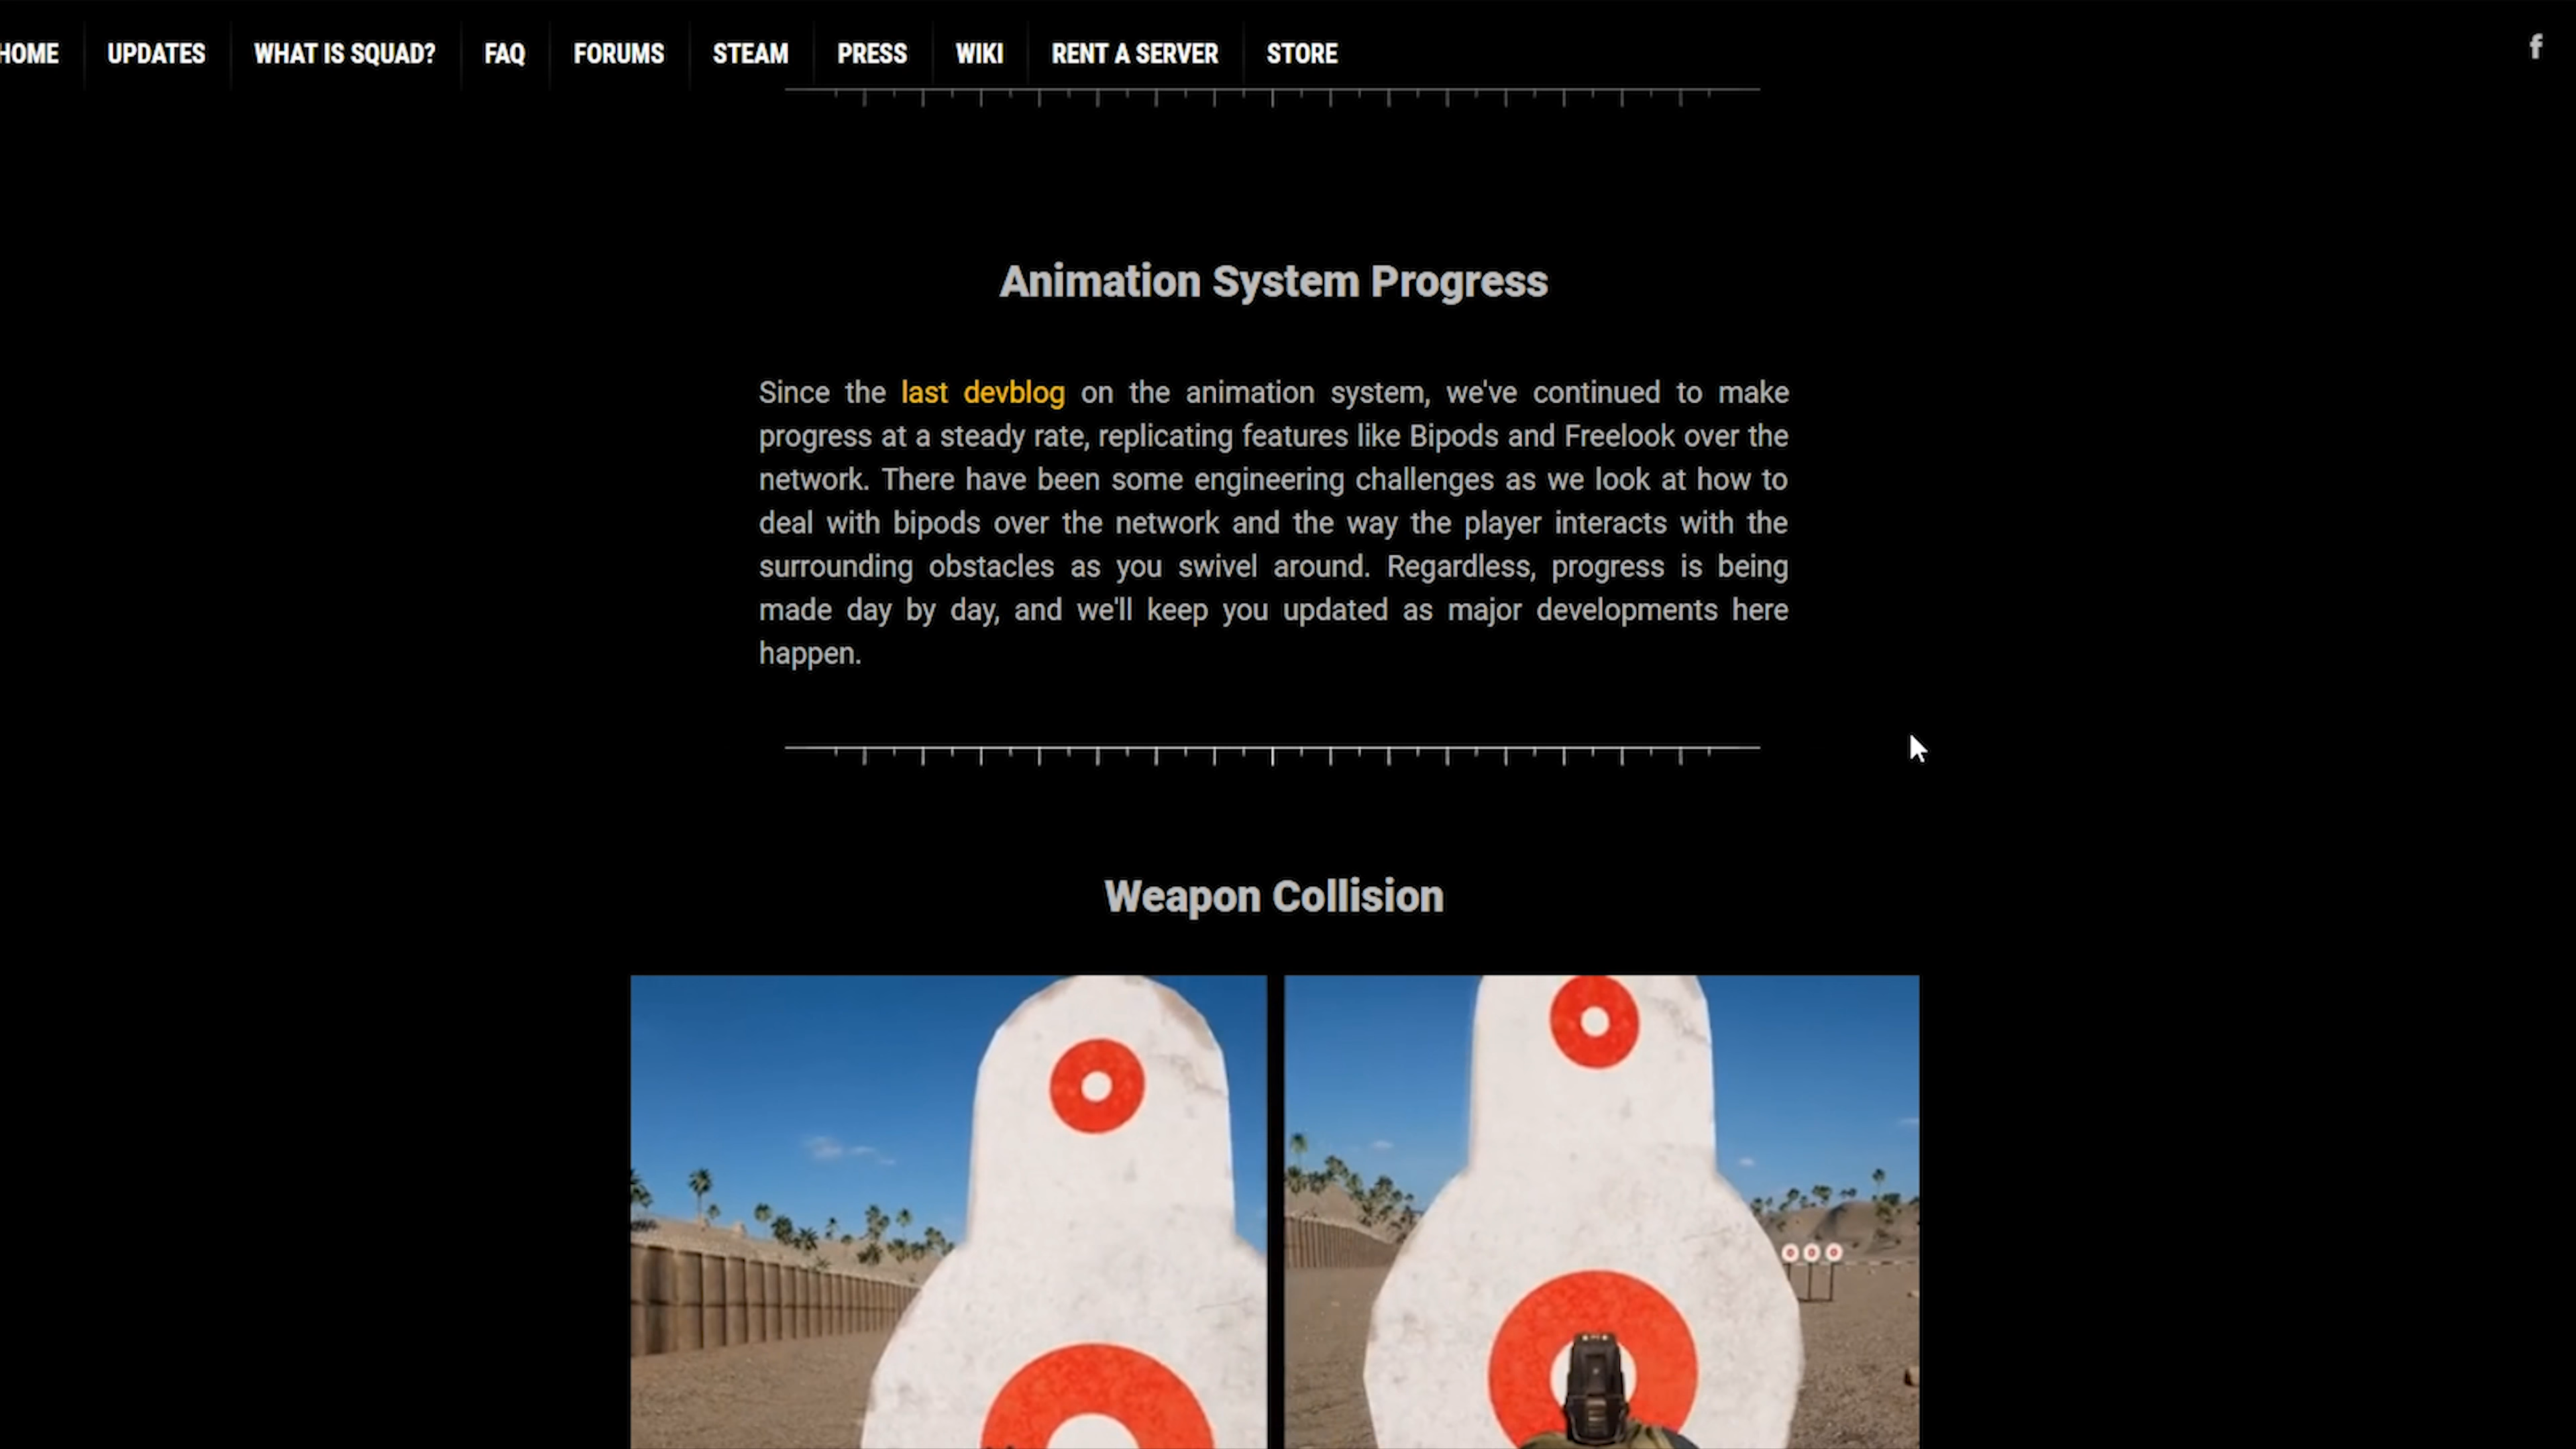 HOME UPDATES WHAT IS SQUAD? FAQ FORUMS STEAM PRESS WIKI RENT A SERVER STORE f
Animation System Progress
Since the last devblog on the animation system, we've continued to make
progress at a steady rate, replicating features like Bipods and Freelook over the
network. There have been some engineering challenges as we look at how to
deal with bipods over the network and the way the player interacts with the
surrounding obstacles as you swivel around. Regardless, progress is being
made day by day, and we'll keep you updated as major developments here
happen.
Weapon Collision